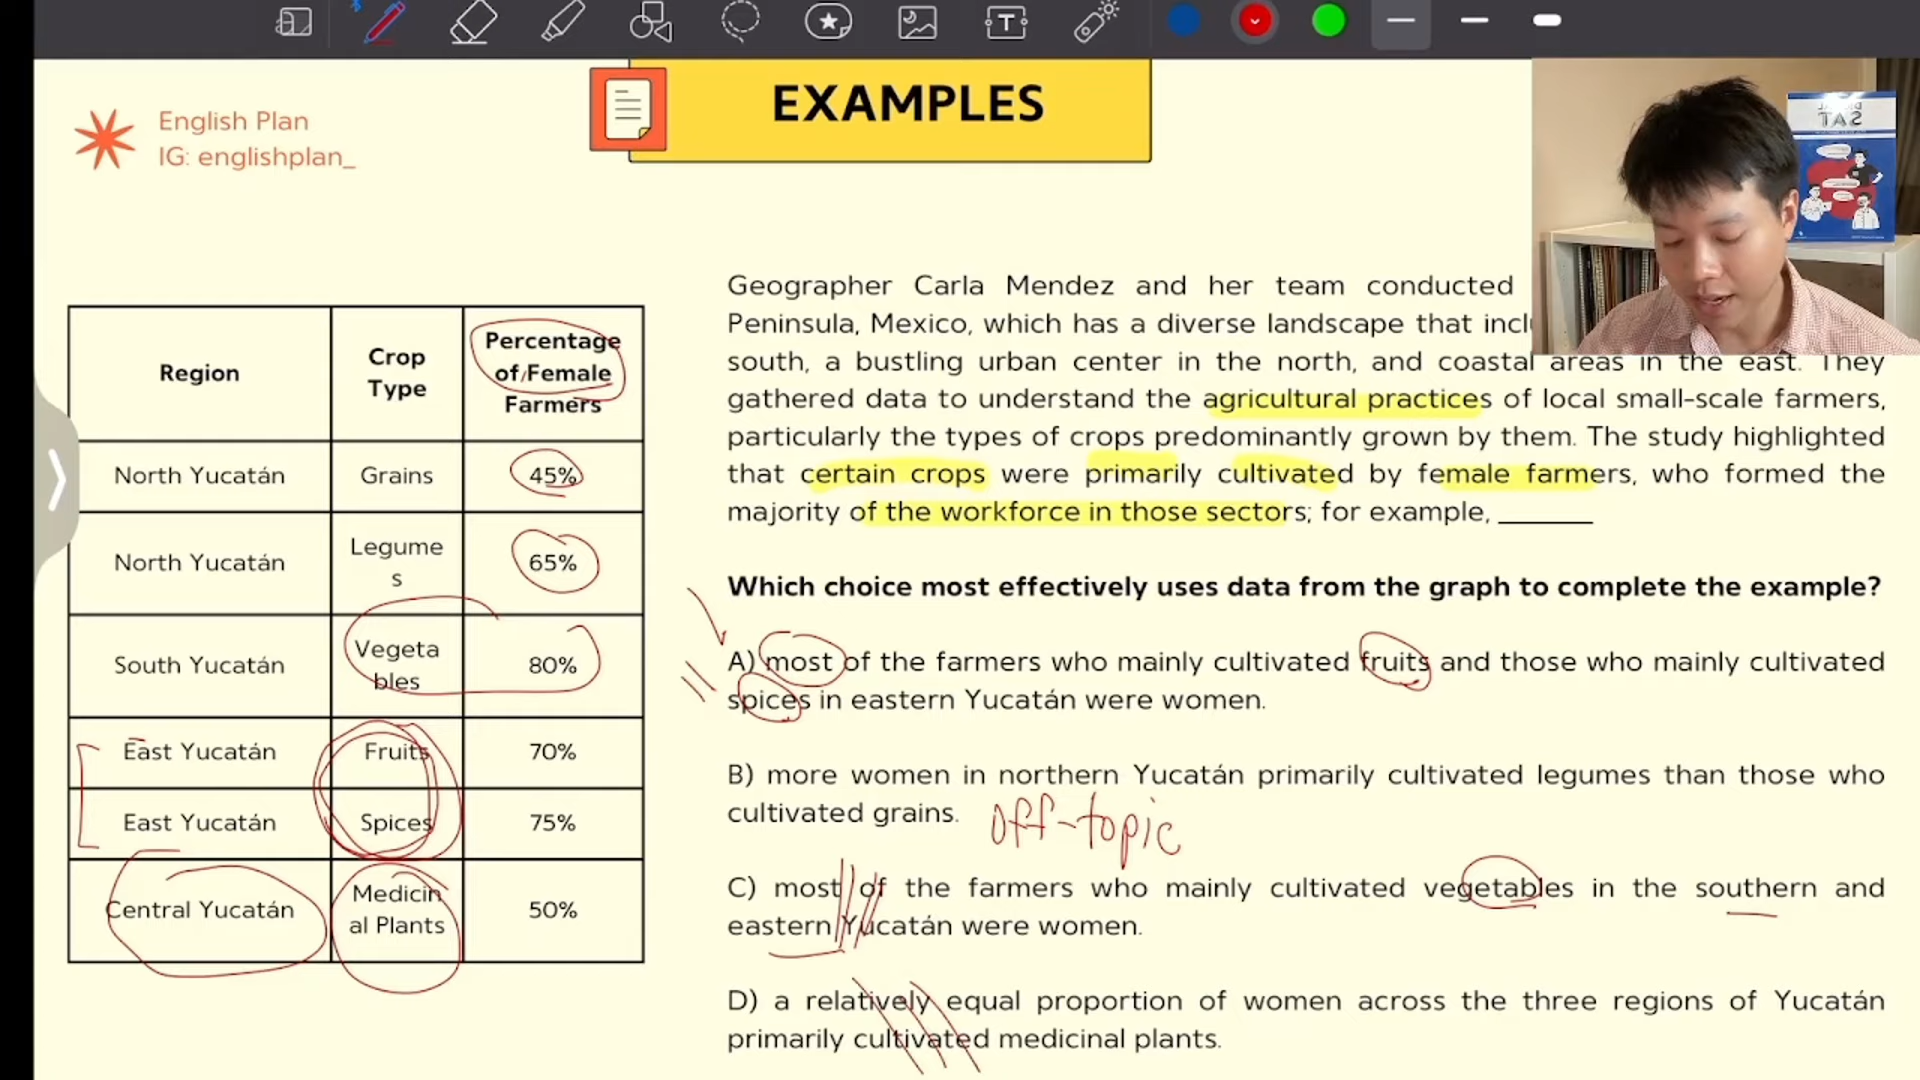 T
EXAMPLES
English Plan
IG: englishplan_
SAT
Region
Crop
Type
Percentage
of Female
Farmers
North Yucatán
Grains
45%
North Yucatán
Legume
s
65%
South Yucatán
Vegeta
bles
80%
East Yucatán
Fruits
70%
East Yucatán
Spices
75%
Central Yucatán
Medicin
al Plants
50%
Geographer Carla Mendez and her team conducted
Peninsula, Mexico, which has a diverse landscape that
south, a bustling urban center in the north, and coastal areas in the east. They
gathered data to understand the agricultural practices of local small-scale farmers,
particularly the types of crops predominantly grown by them. The study highlighted
that certain crops were primarily cultivated by female farmers, who formed the
majority of the workforce in those sectors; for example, ______
Which choice most effectively uses data from the graph to complete the example?
A) most of the farmers who mainly cultivated fruits and those who mainly cultivated
spices in eastern Yucatán were women.
B) more women in northern Yucatán primarily cultivated legumes than those who
cultivated grains.
off-topic
C) most of the farmers who mainly cultivated vegetables in the southern and
eastern Yucatán were women.
D) a relatively equal proportion of women across the three regions of Yucatán
primarily cultivated medicinal plants.